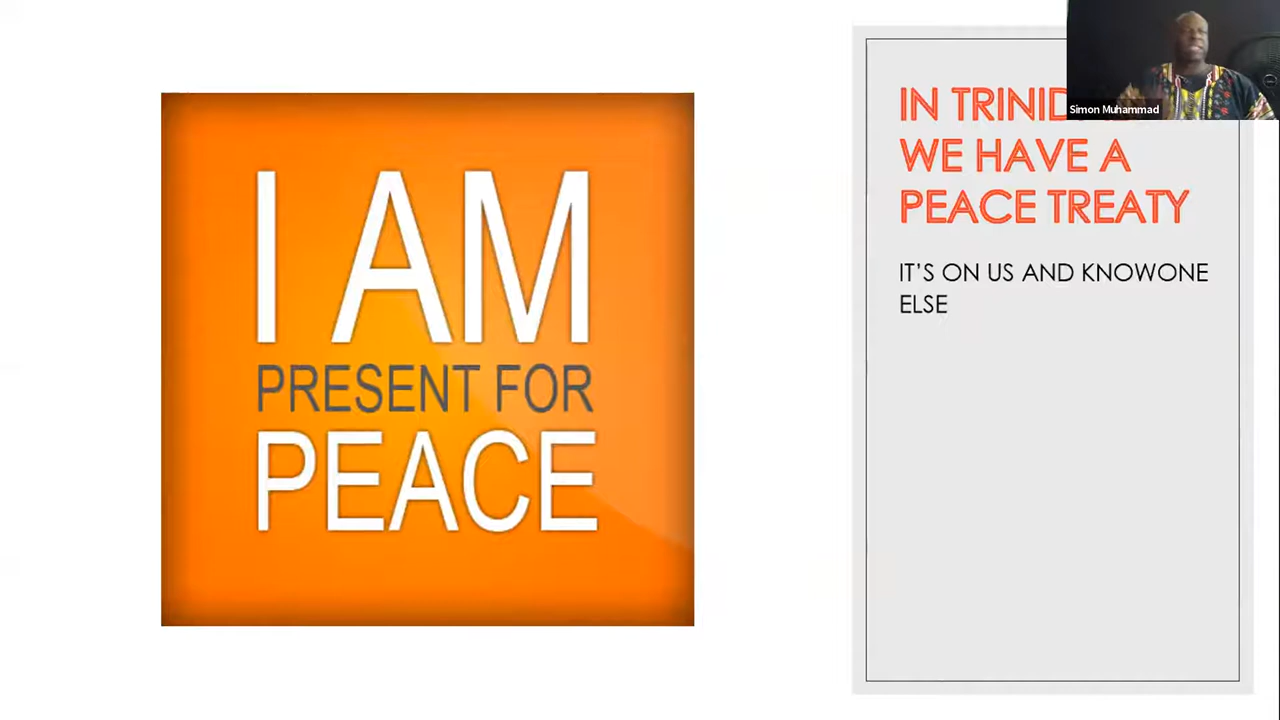 I AM
PRESENT FOR
PEACE
IN TRINID
WE HAVE A
PEACE TREATY
IT'S ON US AND KNOWONE
ELSE
Simon Muhammad